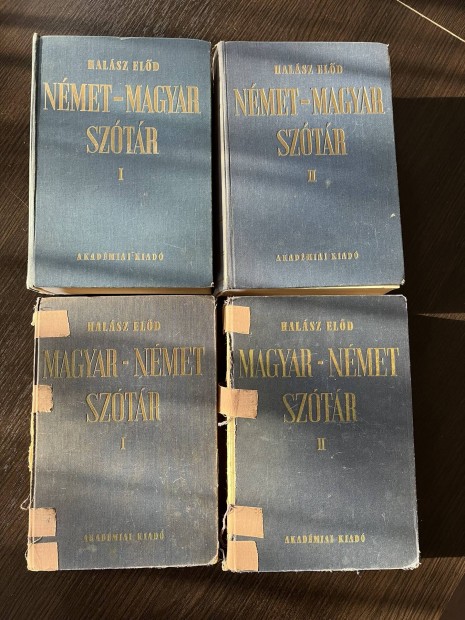 HALÁSZ ELŐD
NÉMET-MAGYAR
SZÓTÁR
I
AKADÉMIAI KIADÓ
HALÁSZ ELŐD
NÉMET-MAGYAR
SZÓTÁR
II
AKADÉMIAI KIADÓ
HALÁSZ ELŐD
MAGYAR-NÉMET
SZÓTÁR
I
AKADÉMIAI KIADÓ
HALÁSZ ELŐD
MAGYAR-NÉMET
SZÓTÁR
II
AKADÉMIAI KIADÓ